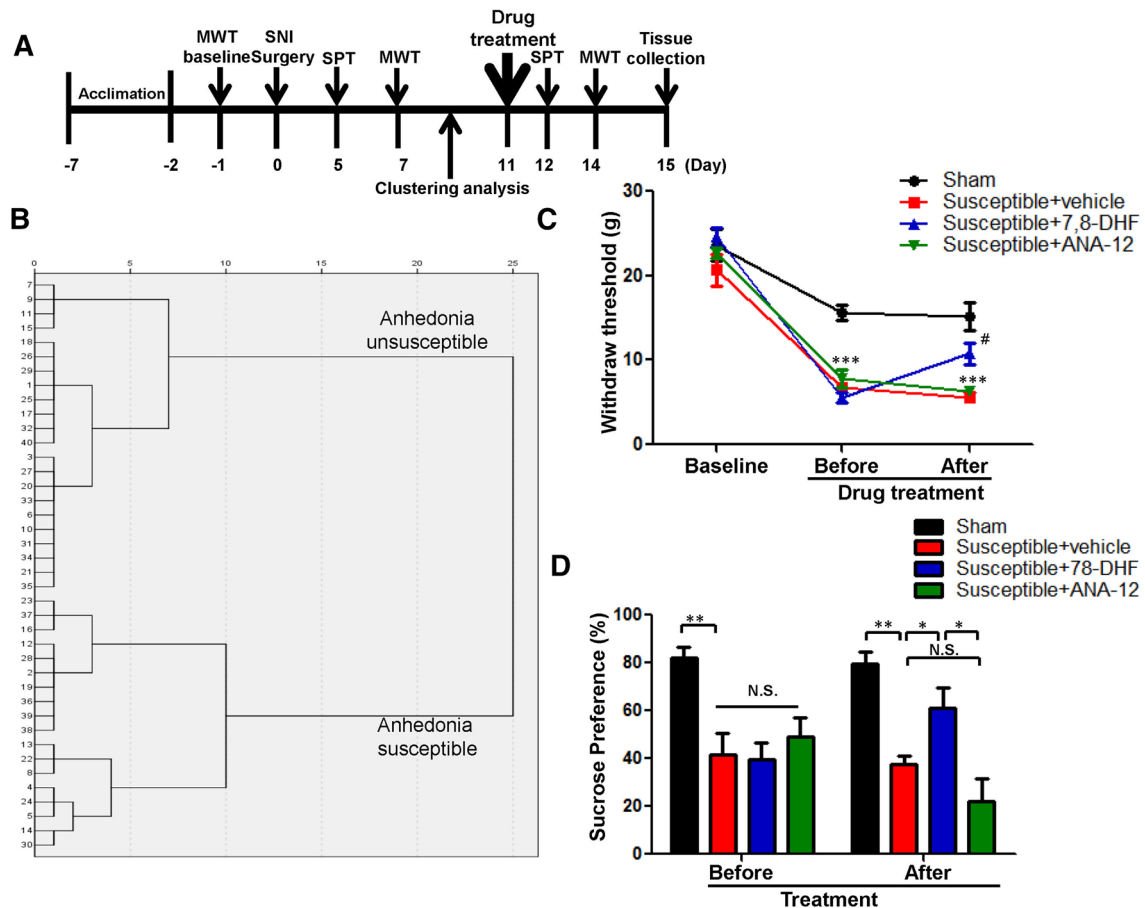 A
MWT
baseline
SNI
Surgery
SPT
MWT
Drug
treatment
SPT
MWT
Tissue
collection
Acclimation
-7
-2
-1
0
5
7
11
12
14
15
(Day)
Clustering analysis
B
0
5
10
15
20
25
7
9
11
15
18
26
29
1
25
17
32
40
3
27
20
33
6
10
31
34
21
35
23
37
16
12
28
2
19
36
39
38
13
22
8
4
24
5
14
30
Anhedonia
unsusceptible
Anhedonia
susceptible
C
Sham
Susceptible+vehicle
Susceptible+7,8-DHF
Susceptible+ANA-12
Withdraw threshold (g)
30
20
10
0
***
#
***
Baseline
Before
After
Drug treatment
D
Sham
Susceptible+vehicle
Susceptible+78-DHF
Susceptible+ANA-12
Sucrose Preference (%)
100
80
60
40
20
0
**
N.S.
**
*
*
N.S.
Before
After
Treatment